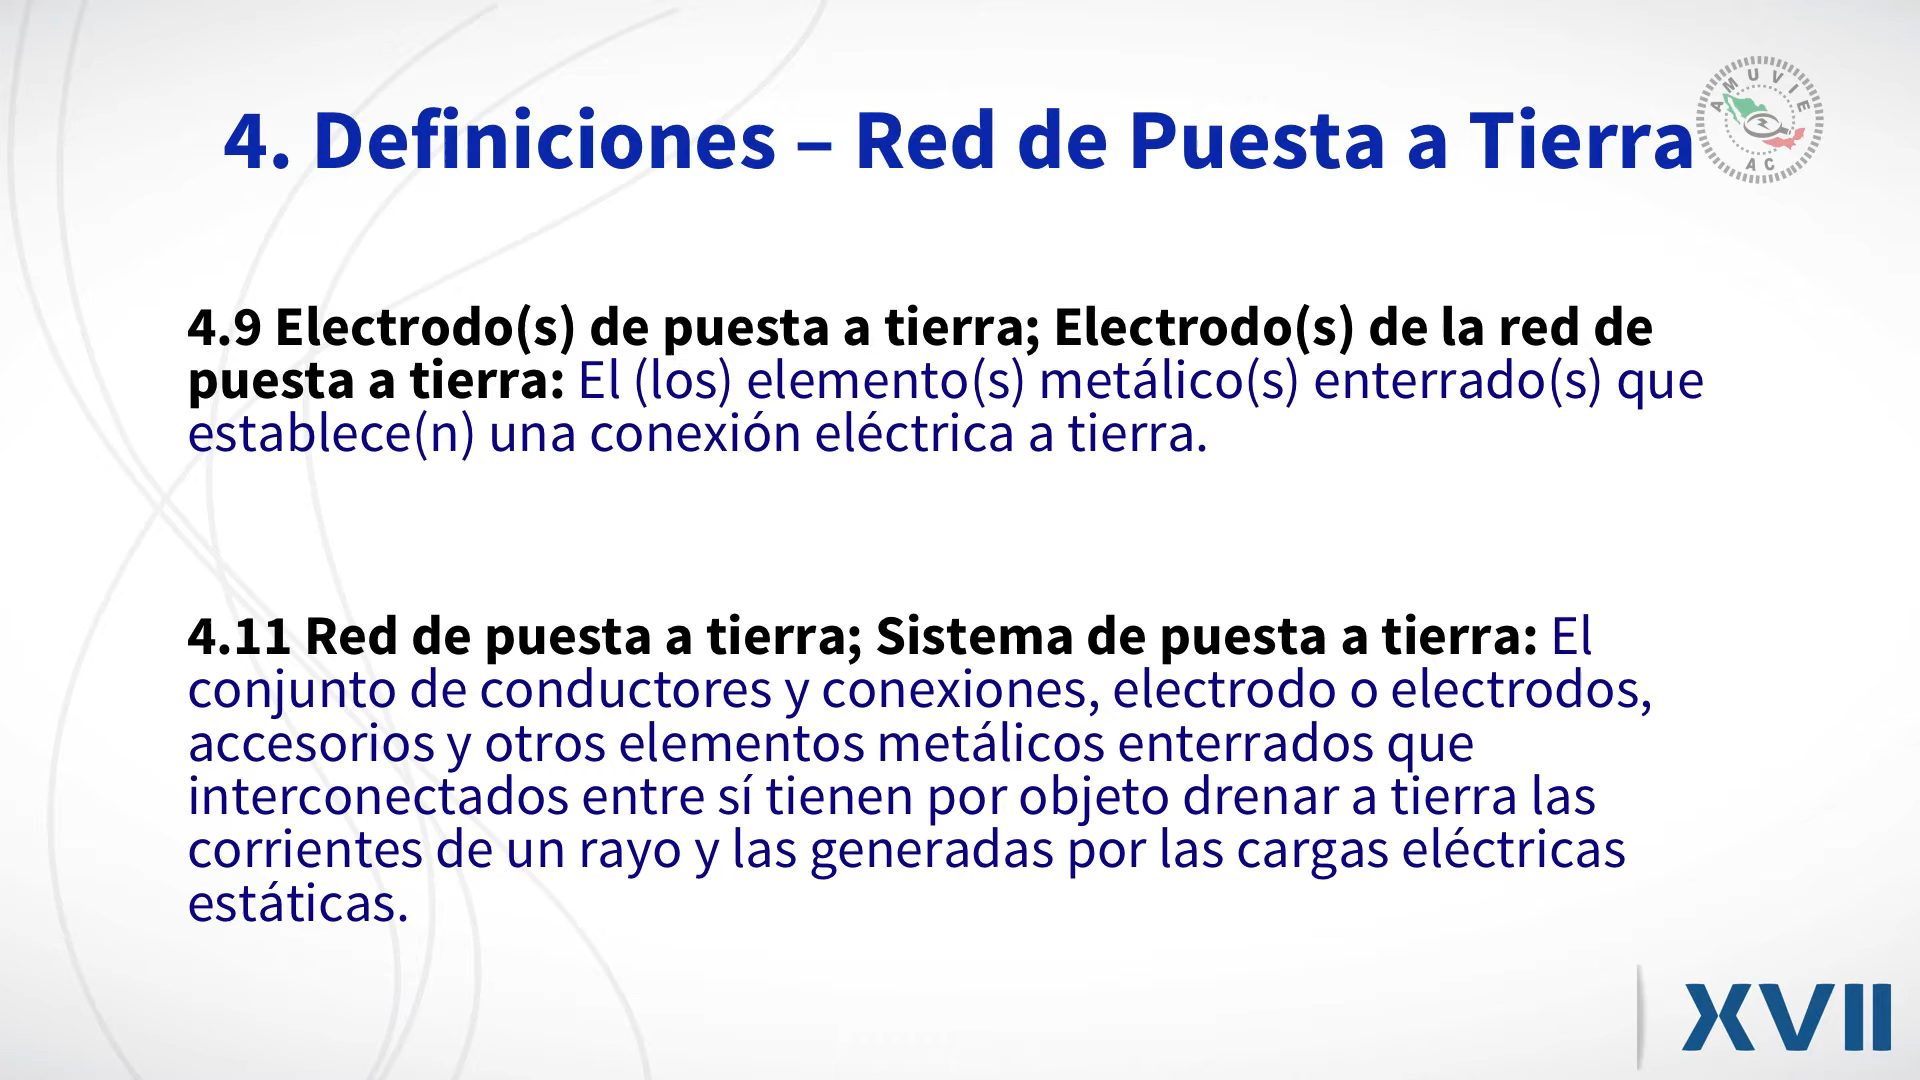 4. Definiciones – Red de Puesta a Tierra
AMUVIE
AC
4.9 Electrodo(s) de puesta a tierra; Electrodo(s) de la red de
puesta a tierra: El (los) elemento(s) metálico(s) enterrado(s) que
establece(n) una conexión eléctrica a tierra.
4.11 Red de puesta a tierra; Sistema de puesta a tierra: El
conjunto de conductores y conexiones, electrodo o electrodos,
accesorios y otros elementos metálicos enterrados que
interconectados entre sí tienen por objeto drenar a tierra las
corrientes de un rayo y las generadas por las cargas eléctricas
estáticas.
XVII